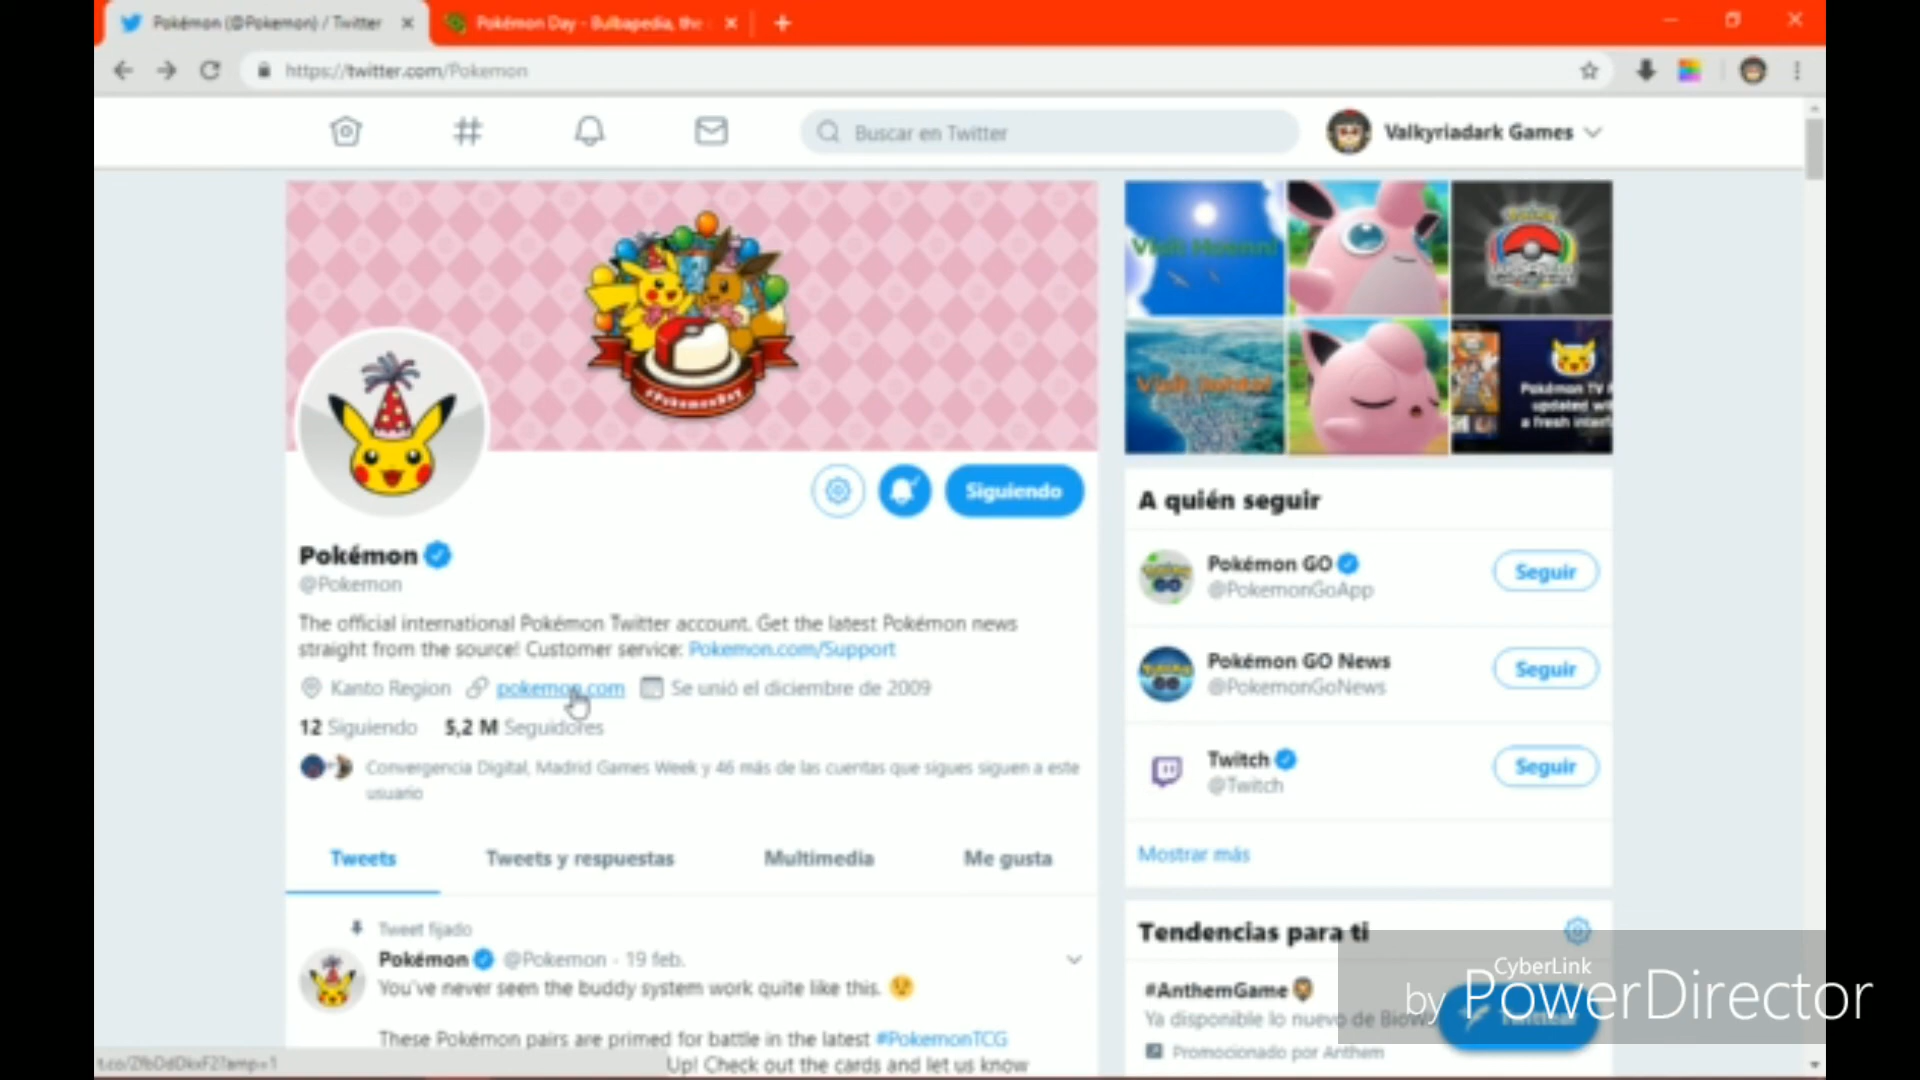 Pokémon (@Pokemon) / Twitter
Pokémon Day - Bulbapedia, the
https://twitter.com/Pokemon
Buscar en Twitter
Valkyriadark Games
Visit Hoenn!
Visit Johto!
Pokémon TV
updated wi
a fresh interf
#PokemonDay
Siguiendo
Pokémon
@Pokemon
The official international Pokémon Twitter account. Get the latest Pokémon news
straight from the source! Customer service: Pokemon.com/Support
Kanto Region pokemon.com Se unió el diciembre de 2009
12 Siguiendo 5,2 M Seguidores
Convergencia Digital, Madrid Games Week y 46 más de las cuentas que sigues siguen a este
usuario
Tweets Tweets y respuestas Multimedia Me gusta
Tweet fijado
Pokémon @Pokemon · 19 feb.
You've never seen the buddy system work quite like this.
These Pokémon pairs are primed for battle in the latest #PokemonTCG
Up! Check out the cards and let us know
A quién seguir
Pokémon GO
@PokemonGoApp
Seguir
Pokémon GO News
@PokemonGoNews
Seguir
Twitch
@Twitch
Seguir
Mostrar más
Tendencias para ti
#AnthemGame
Ya disponible lo nuevo de BioW
Promocionado por Anthem
CyberLink
by PowerDirector